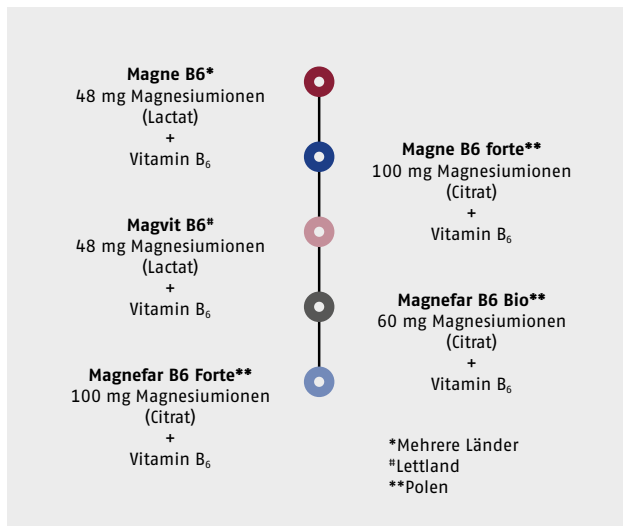 Magne B6*
48 mg Magnesiumionen
(Lactat)
+
Vitamin B₆
Magne B6 forte**
100 mg Magnesiumionen
(Citrat)
+
Vitamin B₆
Magvit B6#
48 mg Magnesiumionen
(Lactat)
+
Vitamin B₆
Magnefar B6 Bio**
60 mg Magnesiumionen
(Citrat)
+
Vitamin B₆
Magnefar B6 Forte**
100 mg Magnesiumionen
(Citrat)
+
Vitamin B₆
*Mehrere Länder
#Lettland
**Polen